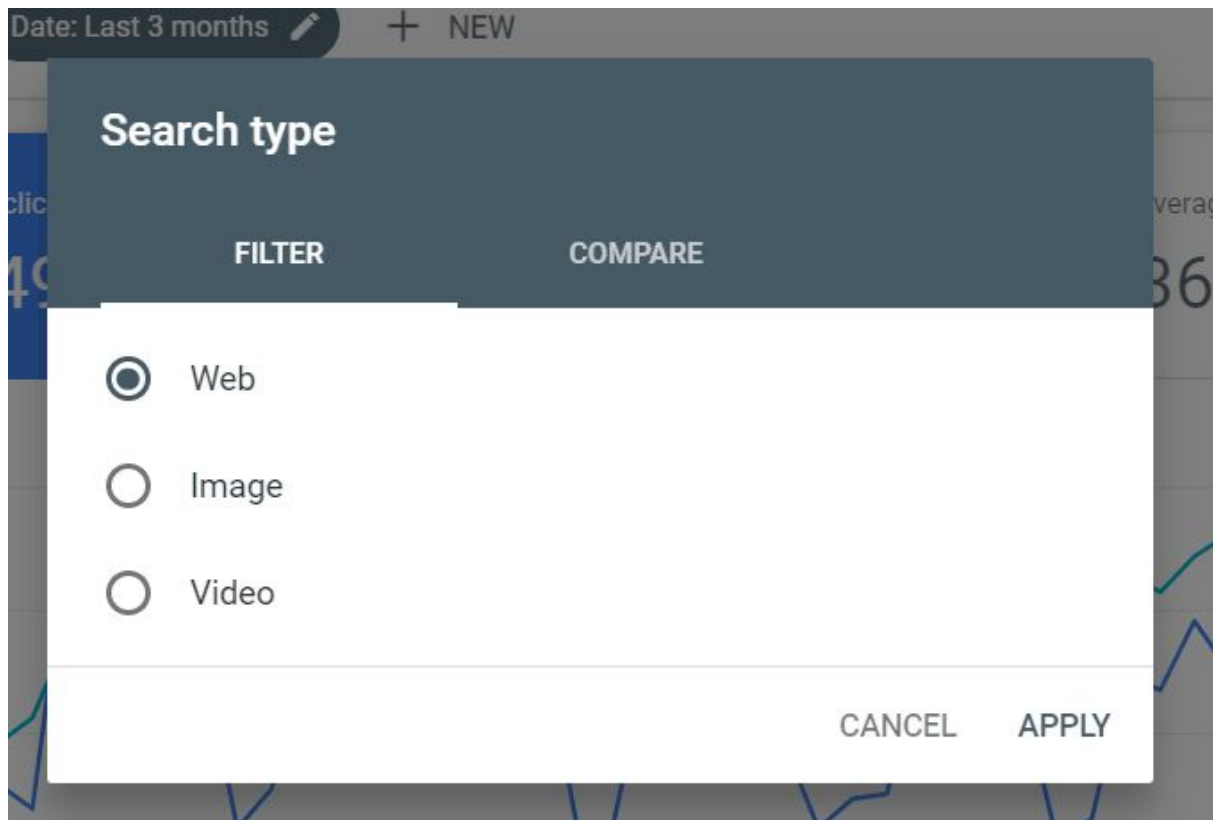 Date: Last 3 months
NEW
Search type
FILTER COMPARE
Web
Image
Video
CANCEL APPLY